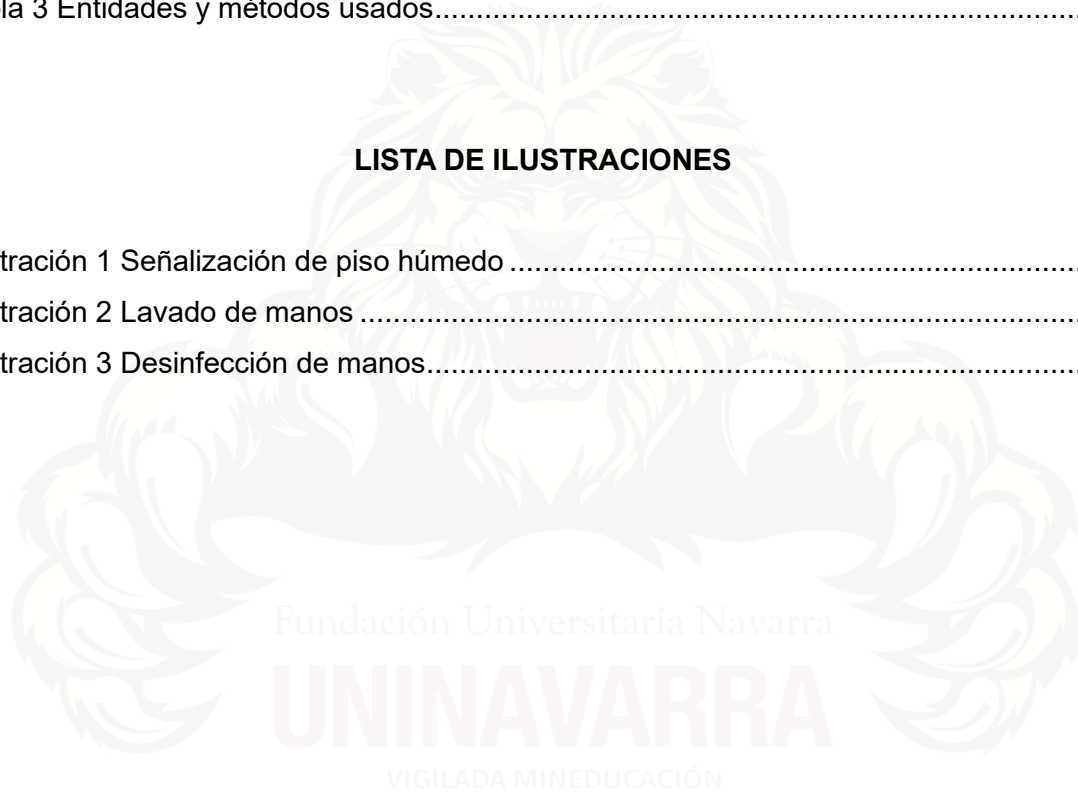 la 3 Entidades y métodos usados................................................................................
LISTA DE ILUSTRACIONES
tración 1 Señalización de piso húmedo......................................................................
tración 2 Lavado de manos........................................................................................
tración 3 Desinfección de manos................................................................................
Fundación Universitaria Navarra
UNINAVARRA
VIGILADA MINEDUCACIÓN